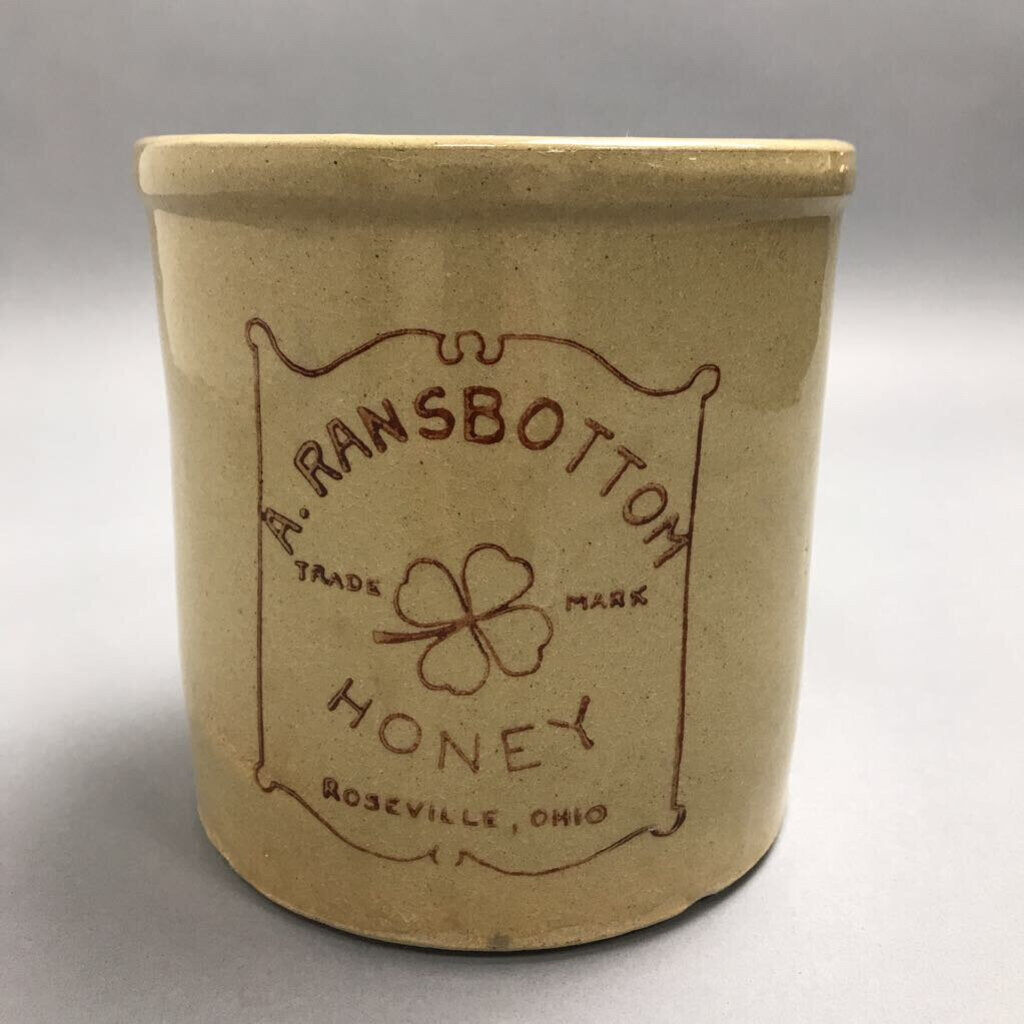 A. RANSBOTTOM
TRADE MARK
HONEY
ROSEVILLE, OHIO